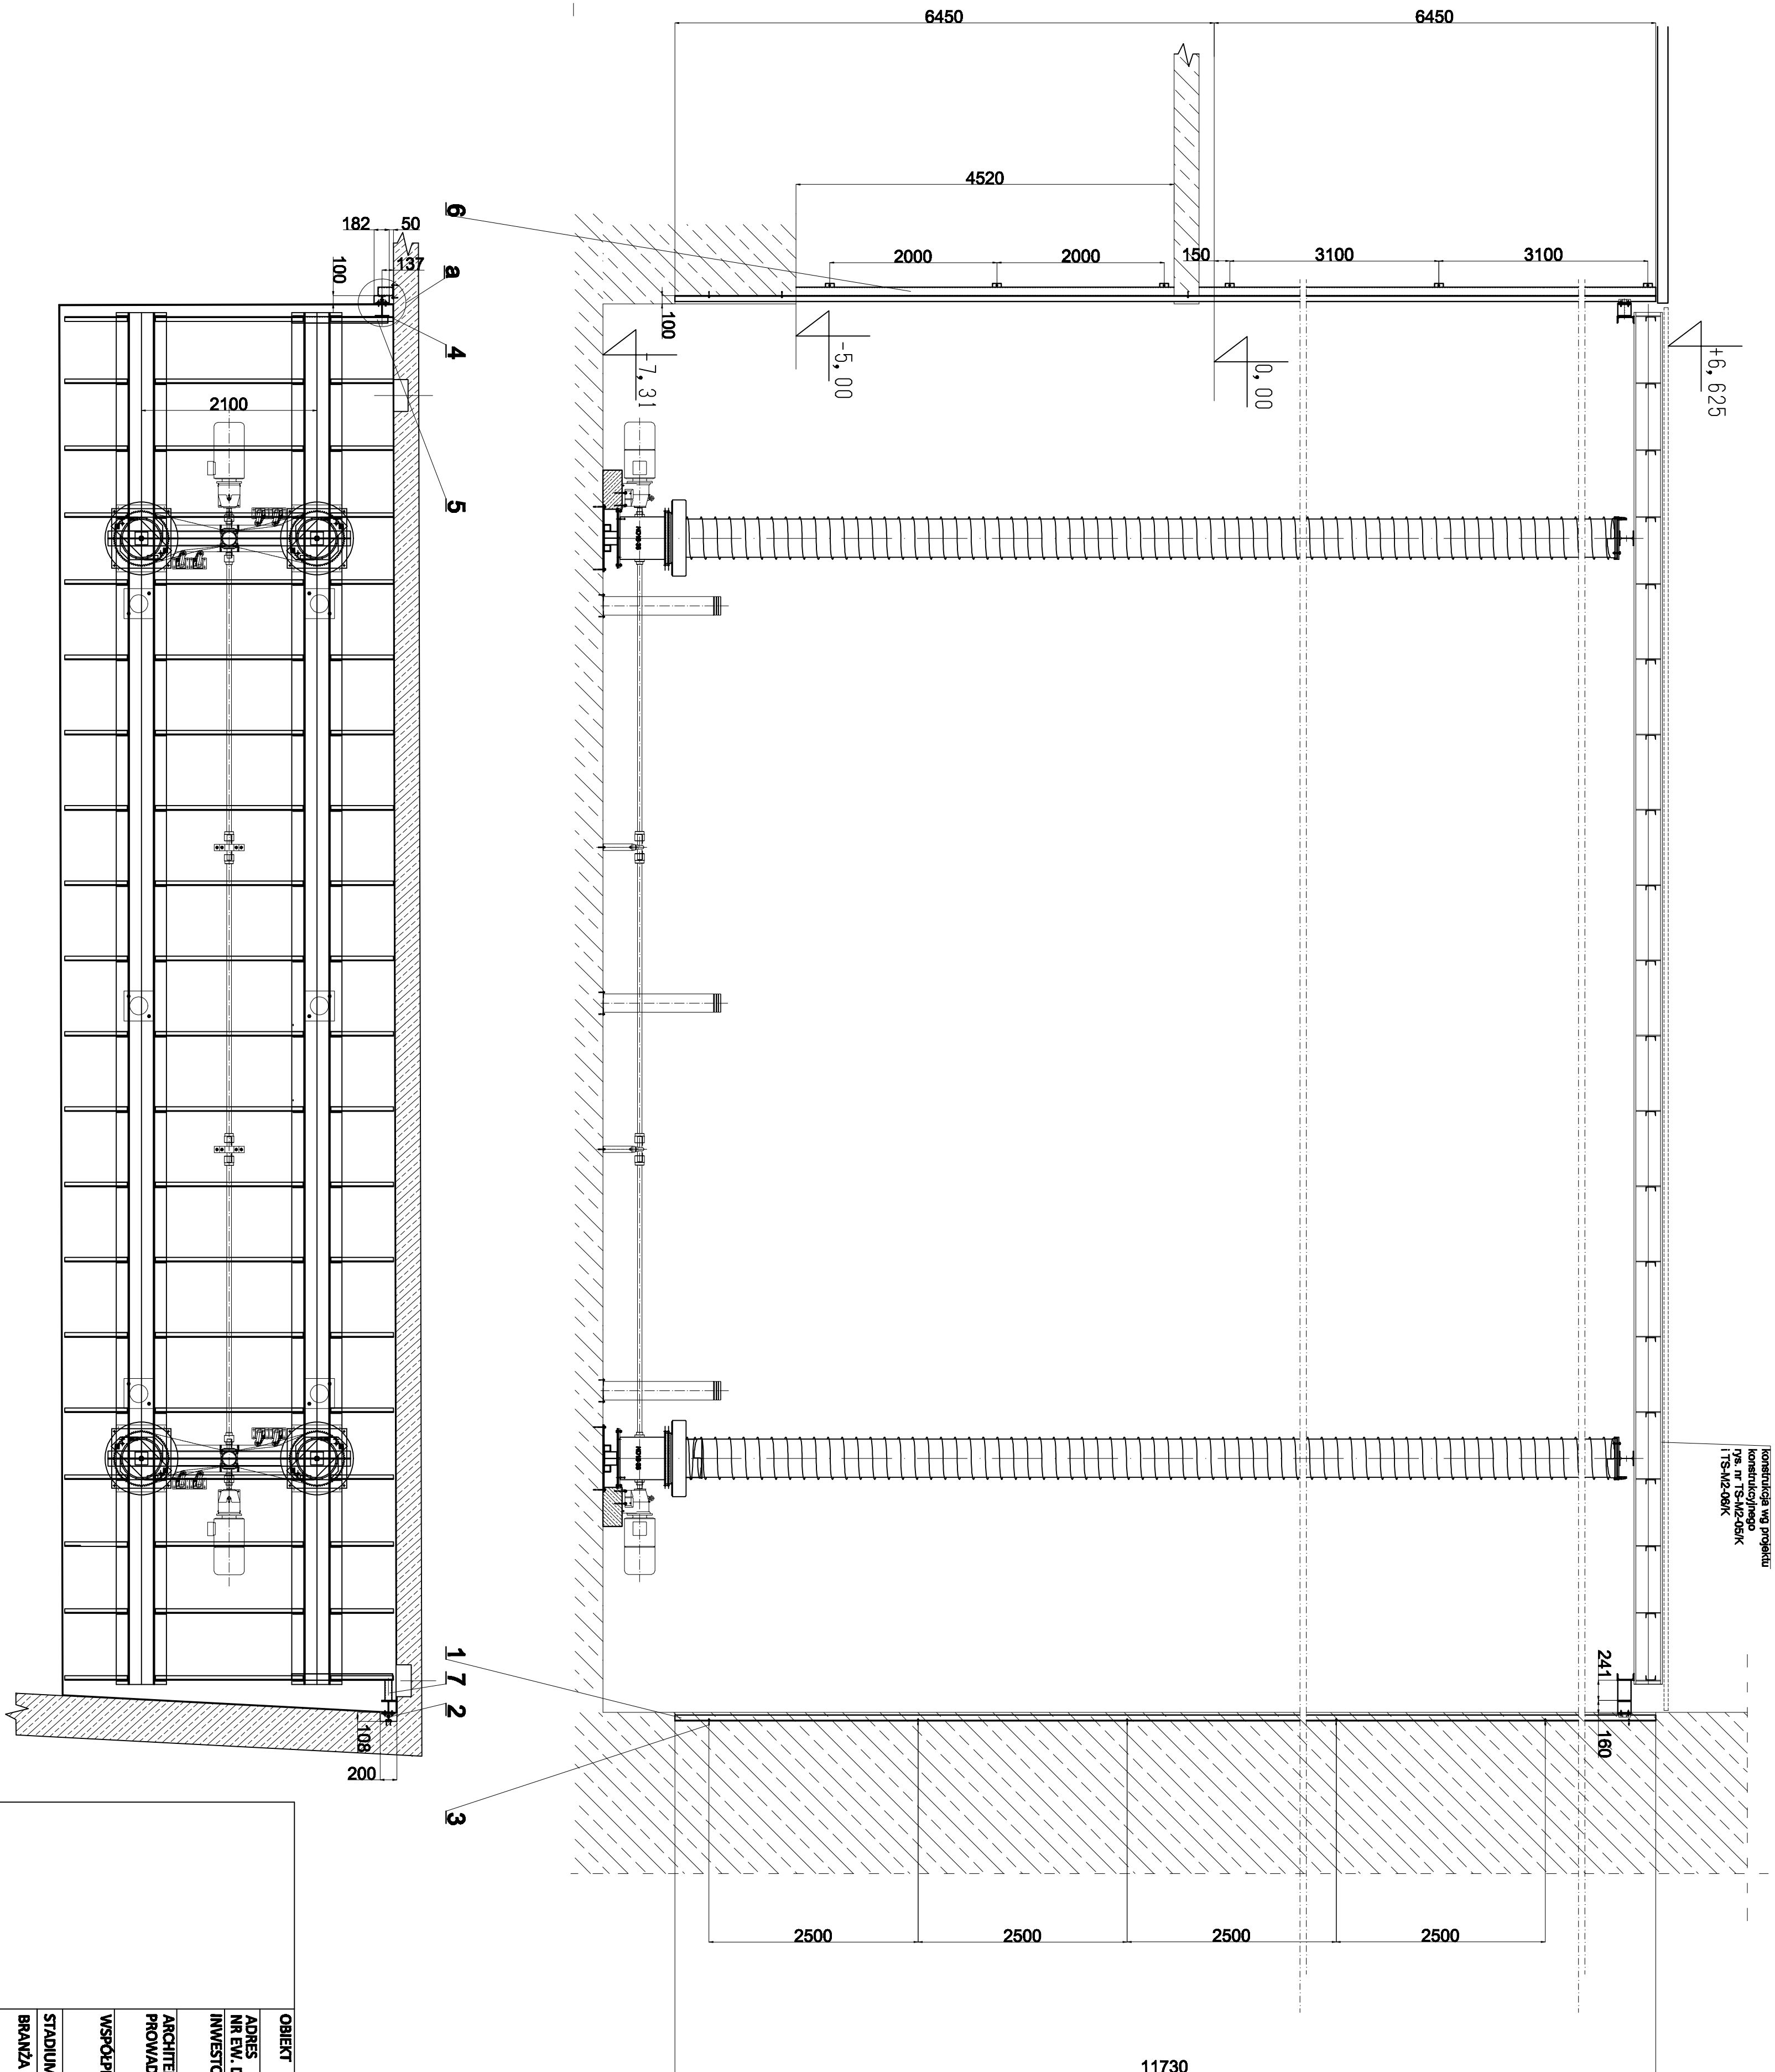 6450
6450
4520
2000
2000
150
3100
3100
100
+6,625
0,00
-5,00
-7,31
6
a
4
5
182
50
137
100
2100
konstrukcja wg projektu
konstrukcyjnego
rys. nr TS-M2-05/K
i TS-M2-06/K
241
160
1
7
2
3
108
200
2500
2500
2500
2500
11730
OBIEKT
ADRES
NR EW. D
INWESTO
ARCHITE
PROWAD
WSPÓŁP
STADIUM
BRANŻA